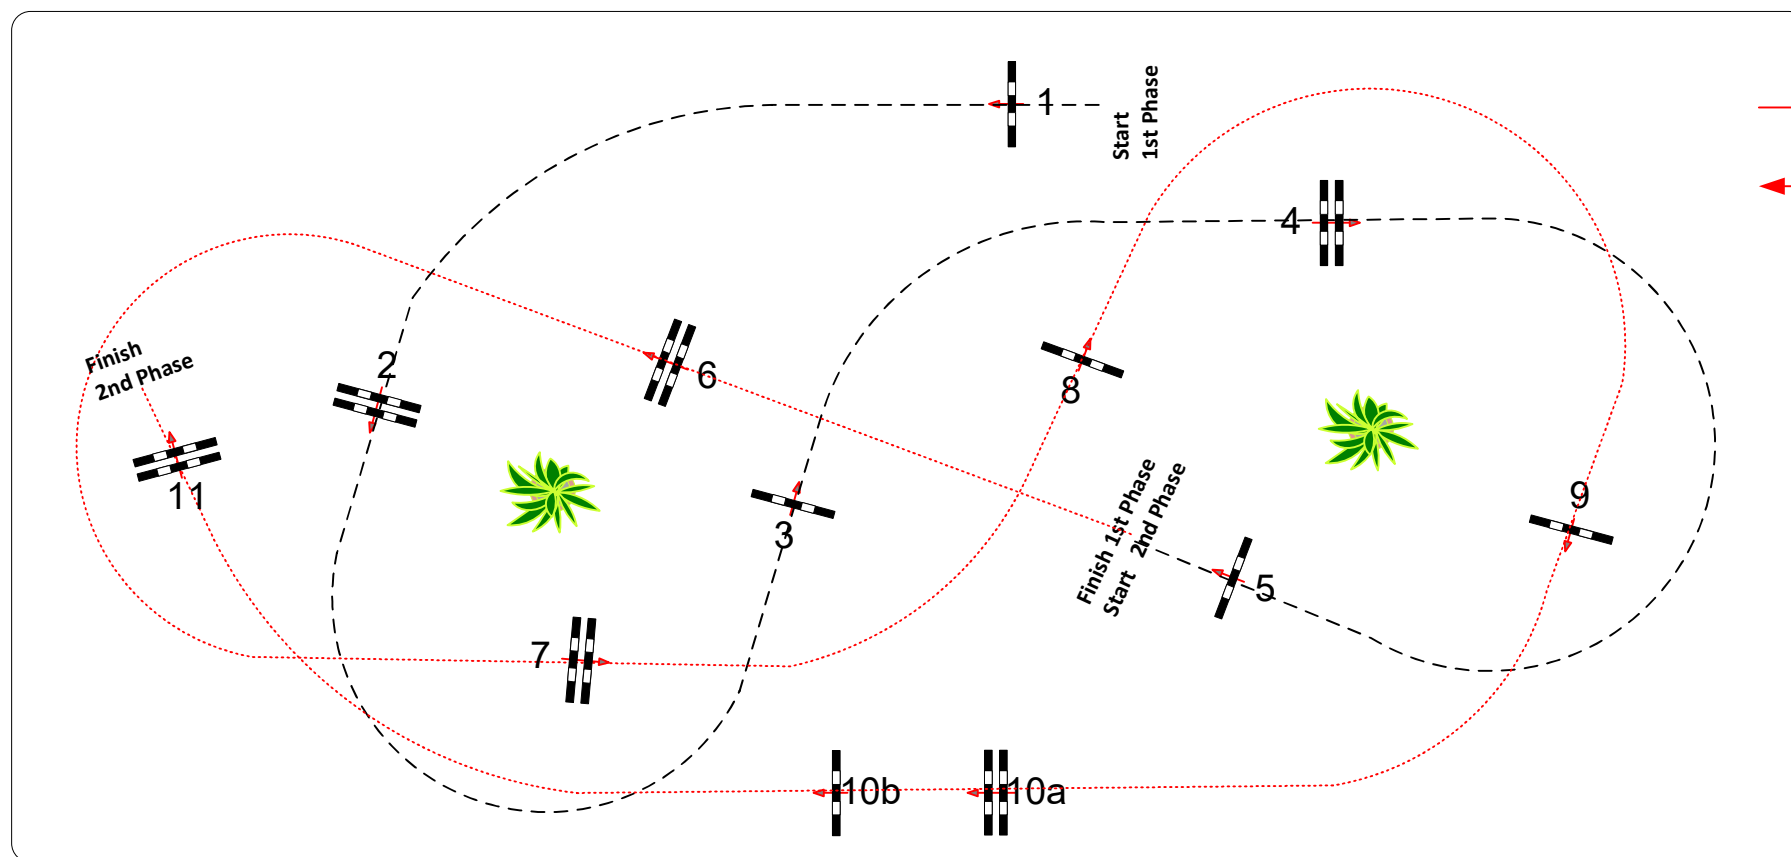 1
Start
1st Phase
4
2
Finish
2nd Phase
6
8
11
3
9
Finish 1st Phase
Start 2nd Phase
5
7
10b
10a